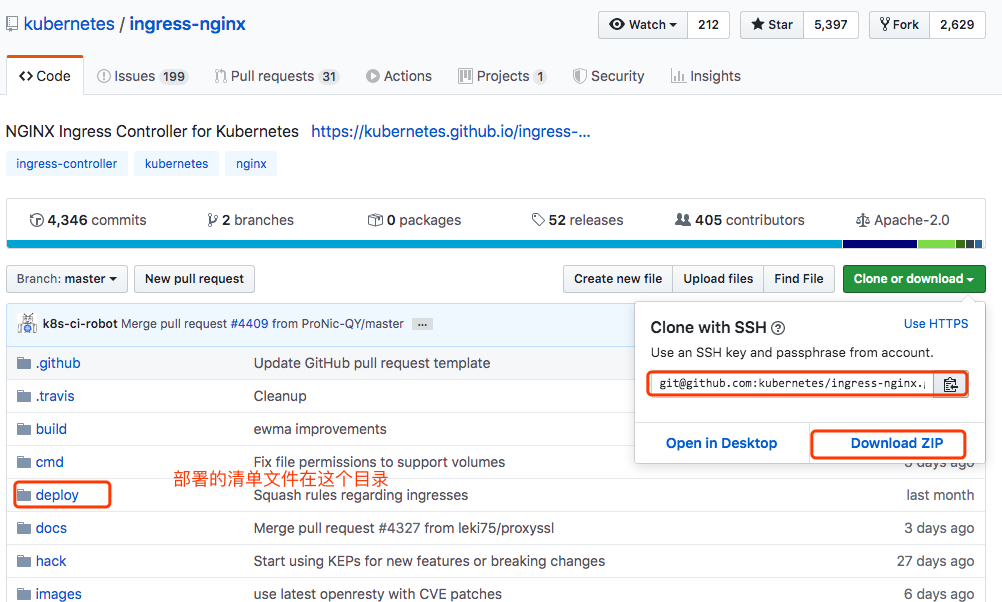 kubernetes / ingress-nginx
Watch 212 Star 5,397 Fork 2,629
Code Issues 199 Pull requests 31 Actions Projects 1 Security Insights
NGINX Ingress Controller for Kubernetes https://kubernetes.github.io/ingress-...
ingress-controller kubernetes nginx
4,346 commits 2 branches 0 packages 52 releases 405 contributors Apache-2.0
Branch: master New pull request Create new file Upload files Find File Clone or download
k8s-ci-robot Merge pull request #4409 from ProNic-QY/master ...
Clone with SSH ? Use HTTPS
Use an SSH key and passphrase from account.
git@github.com:kubernetes/ingress-nginx.
Open in Desktop Download ZIP
.github Update GitHub pull request template
.travis Cleanup
build ewma improvements
cmd Fix file permissions to support volumes 5 days ago
部署的清单文件在这个目录
deploy Squash rules regarding ingresses last month
docs Merge pull request #4327 from leki75/proxyssl 3 days ago
hack Start using KEPs for new features or breaking changes 27 days ago
images use latest openresty with CVE patches 6 days ago